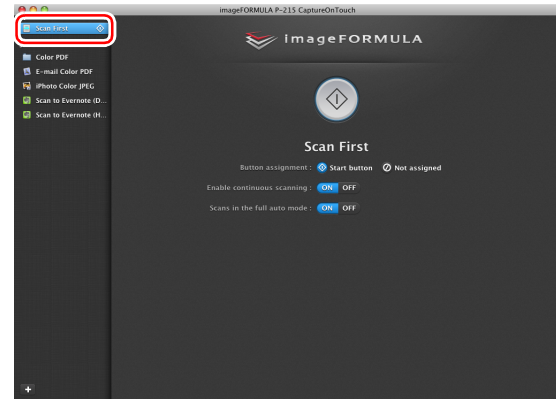 imageFORMULA P-215 CaptureOnTouch
Scan First
Color PDF
E-mail Color PDF
iPhoto Color JPEG
Scan to Evernote (D...
Scan to Evernote (H...
imageFORMULA
Scan First
Button assignment : Start button Not assigned
Enable continuous scanning : ON OFF
Scans in the full auto mode : ON OFF